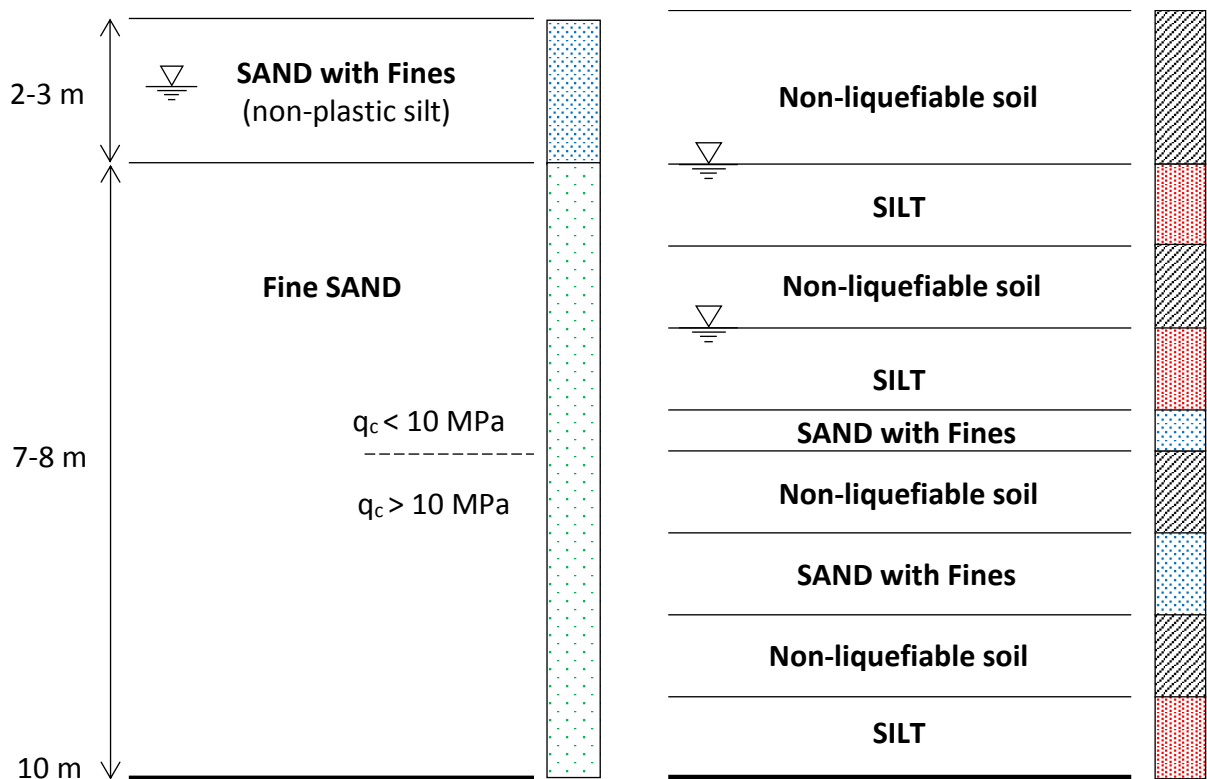 2-3 m
SAND with Fines
(non-plastic silt)
Fine SAND
q꜀ < 10 MPa
7-8 m
q꜀ > 10 MPa
10 m
Non-liquefiable soil
SILT
Non-liquefiable soil
SILT
SAND with Fines
Non-liquefiable soil
SAND with Fines
Non-liquefiable soil
SILT